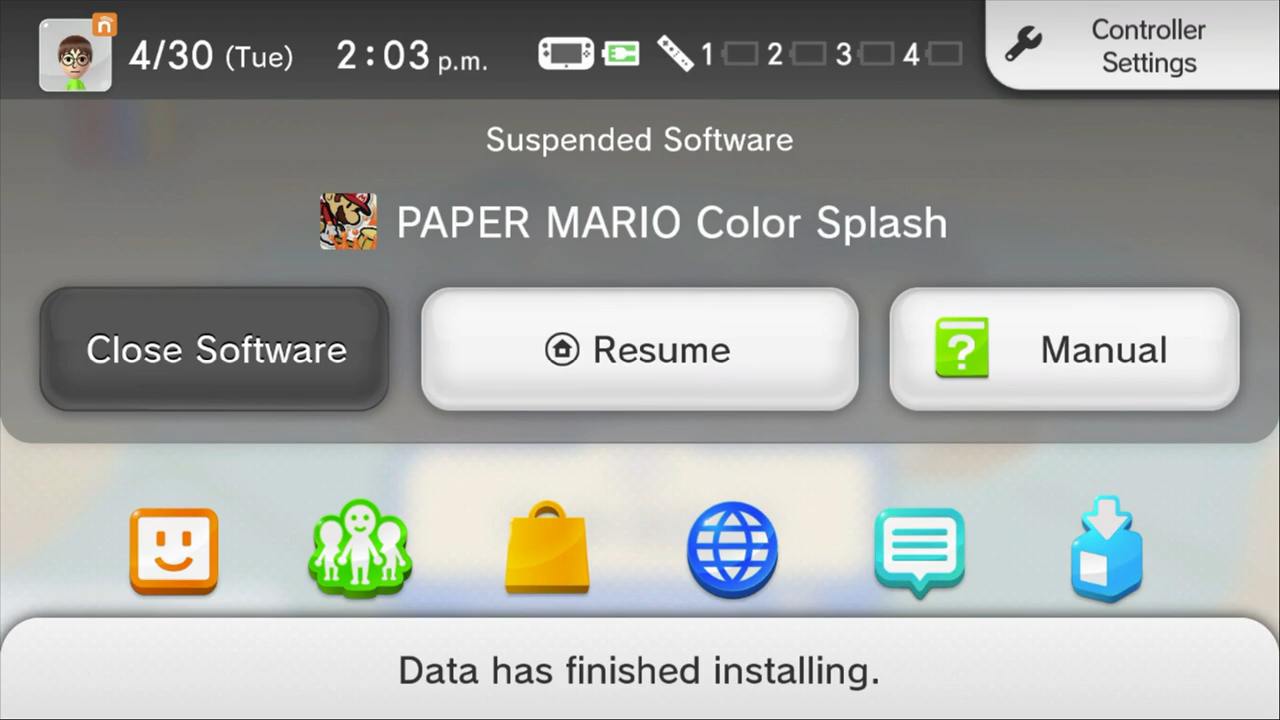 4/30 (Tue) 2:03 p.m. 1 2 3 4
Controller
Settings
Suspended Software
PAPER MARIO Color Splash
Close Software
Resume
? Manual
Data has finished installing.